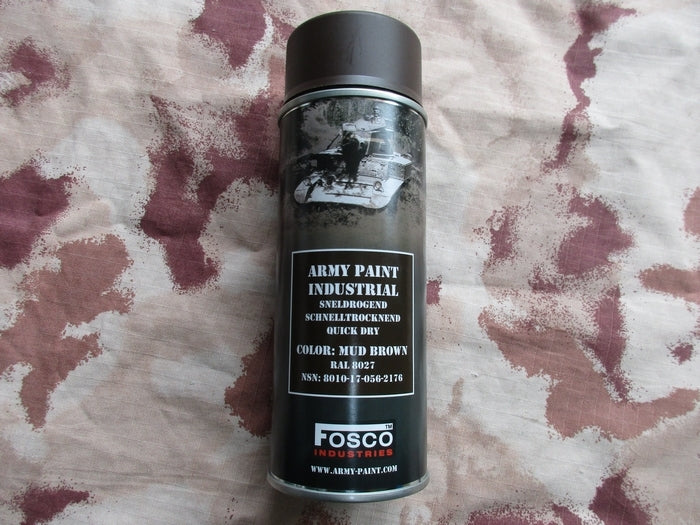 ARMY PAINT
INDUSTRIAL
SNELDROGEND
SCHNELLTROCKNEND
QUICK DRY
COLOR: MUD BROWN
RAL 8027
NSN: 8010-17-056-2176
FOSCO TM
INDUSTRIES
WWW.ARMY-PAINT.COM